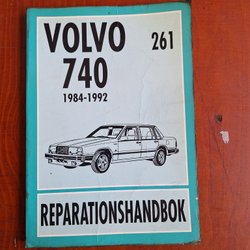 VOLVO 261
740
1984-1992
REPARATIONSHANDBOK